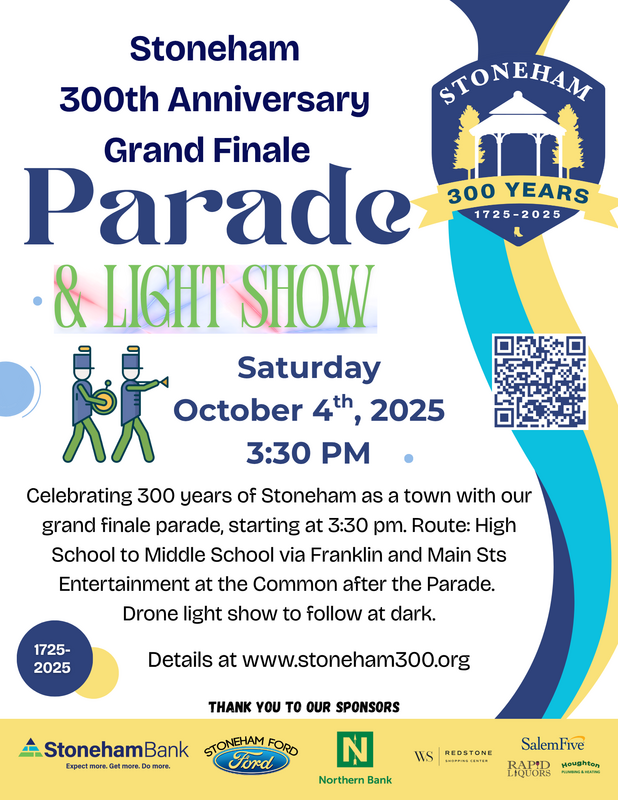 Stoneham
300th Anniversary
Grand Finale
Parade
& LIGHT SHOW
STONEHAM
300 YEARS
1725-2025
Saturday
October 4th, 2025
3:30 PM
Celebrating 300 years of Stoneham as a town with our
grand finale parade, starting at 3:30 pm. Route: High
School to Middle School via Franklin and Main Sts
Entertainment at the Common after the Parade.
Drone light show to follow at dark.
1725-
2025
Details at www.stoneham300.org
THANK YOU TO OUR SPONSORS
StonehamBank
Expect more. Get more. Do more.
STONEHAM FORD
Ford
N
Northern Bank
WS
REDSTONE
SHOPPING CENTER
SalemFive
RAPID
LIQUORS
Houghton
PLUMBING & HEATING